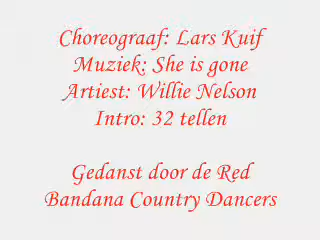 Choreograaf: Lars Kuif
Muziek: She is gone
Artiest: Willie Nelson
Intro: 32 tellen
Gedanst door de Red
Bandana Country Dancers